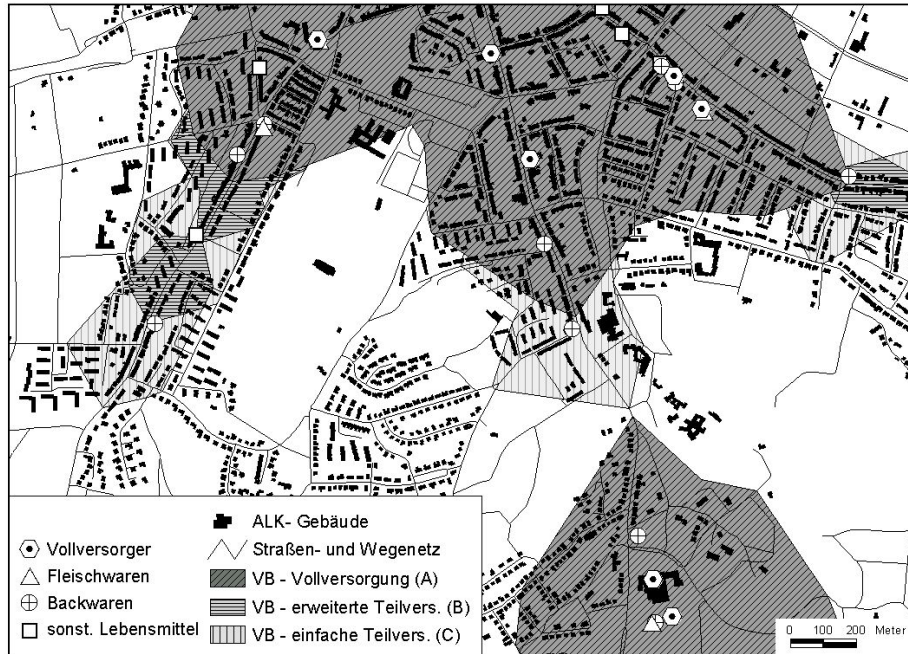 Vollversorger
Fleischwaren
Backwaren
sonst. Lebensmittel
ALK- Gebäude
Straßen- und Wegenetz
VB - Vollversorgung (A)
VB - erweiterte Teilvers. (B)
VB - einfache Teilvers. (C)
0 100 200 Meter